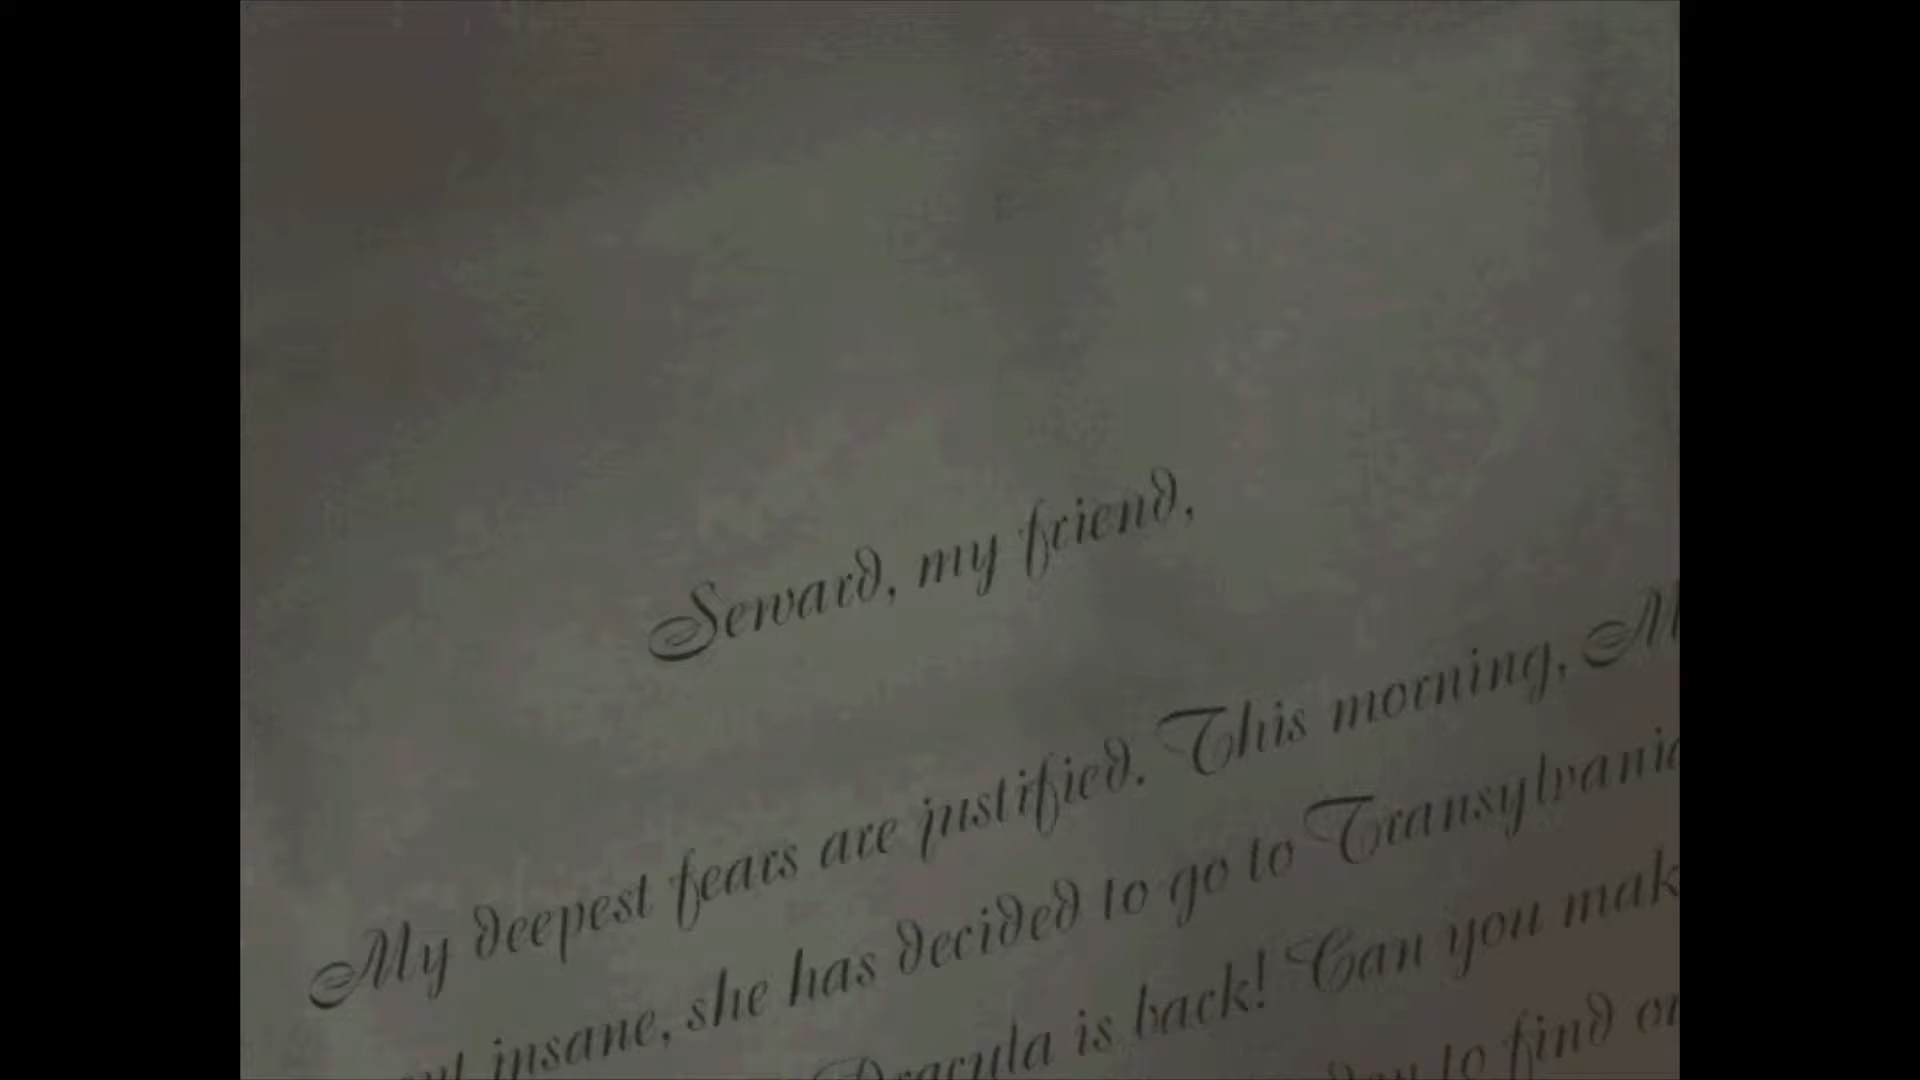 Seward, my friend,
My deepest fears are justified. This morning,
insane, she has decided to go to Transylvania
Dracula is back! Can you
to find